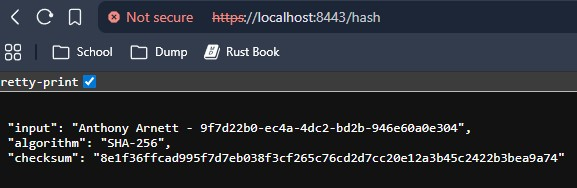 Not secure https://localhost:8443/hash
School Dump Rust Book
retty-print
"input": "Anthony Arnett - 9f7d22b0-ec4a-4dc2-bd2b-946e60a0e304",
"algorithm": "SHA-256",
"checksum": "8e1f36ffcad995f7d7eb038f3cf265c76cd2d7cc20e12a3b45c2422b3bea9a74"